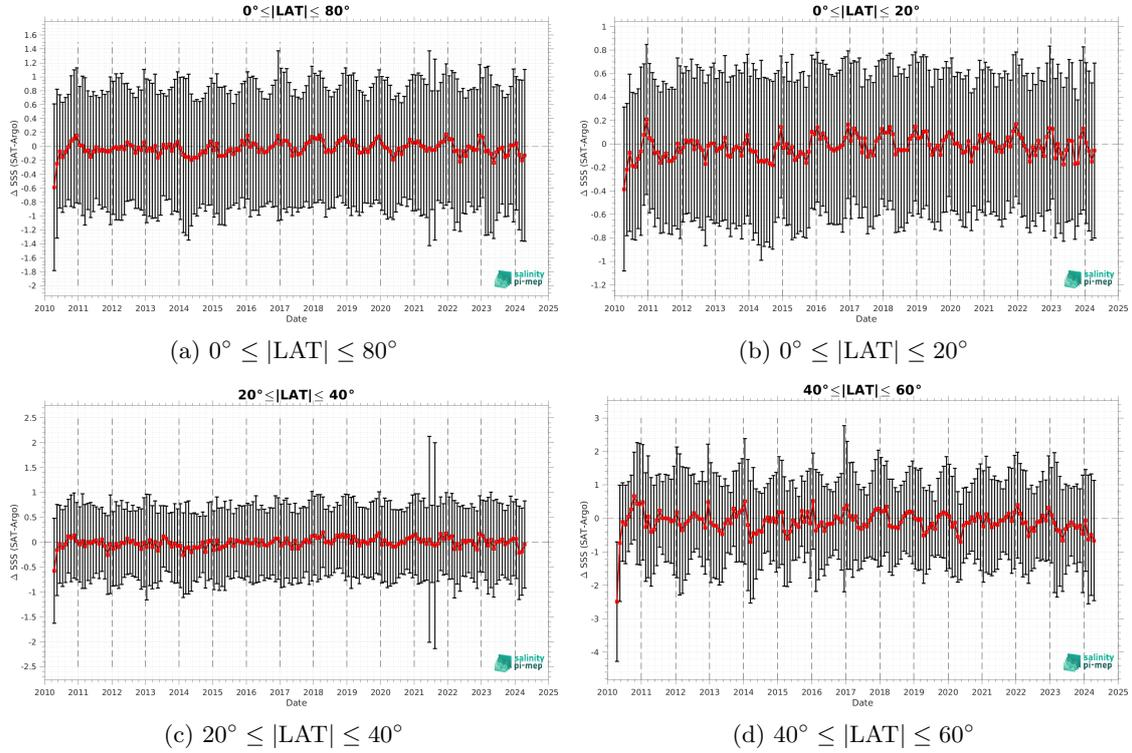 0°≤|LAT|≤ 80°
1.6
1.4
1.2
1
0.8
0.6
0.4
0.2
0
-0.2
-0.4
-0.6
-0.8
-1
-1.2
-1.4
-1.6
-1.8
-2
Δ SSS (SAT-Argo)
2010 2011 2012 2013 2014 2015 2016 2017 2018 2019 2020 2021 2022 2023 2024 2025
Date
salinity
pi-mep
(a) 0° ≤ |LAT| ≤ 80°
0°≤|LAT|≤ 20°
1
0.8
0.6
0.4
0.2
0
-0.2
-0.4
-0.6
-0.8
-1
-1.2
Δ SSS (SAT-Argo)
2010 2011 2012 2013 2014 2015 2016 2017 2018 2019 2020 2021 2022 2023 2024 2025
Date
salinity
pi-mep
(b) 0° ≤ |LAT| ≤ 20°
20°≤|LAT|≤ 40°
2.5
2
1.5
1
0.5
0
-0.5
-1
-1.5
-2
-2.5
Δ SSS (SAT-Argo)
2010 2011 2012 2013 2014 2015 2016 2017 2018 2019 2020 2021 2022 2023 2024 2025
Date
salinity
pi-mep
(c) 20° ≤ |LAT| ≤ 40°
40°≤|LAT|≤ 60°
3
2
1
0
-1
-2
-3
-4
Δ SSS (SAT-Argo)
2010 2011 2012 2013 2014 2015 2016 2017 2018 2019 2020 2021 2022 2023 2024 2025
Date
salinity
pi-mep
(d) 40° ≤ |LAT| ≤ 60°